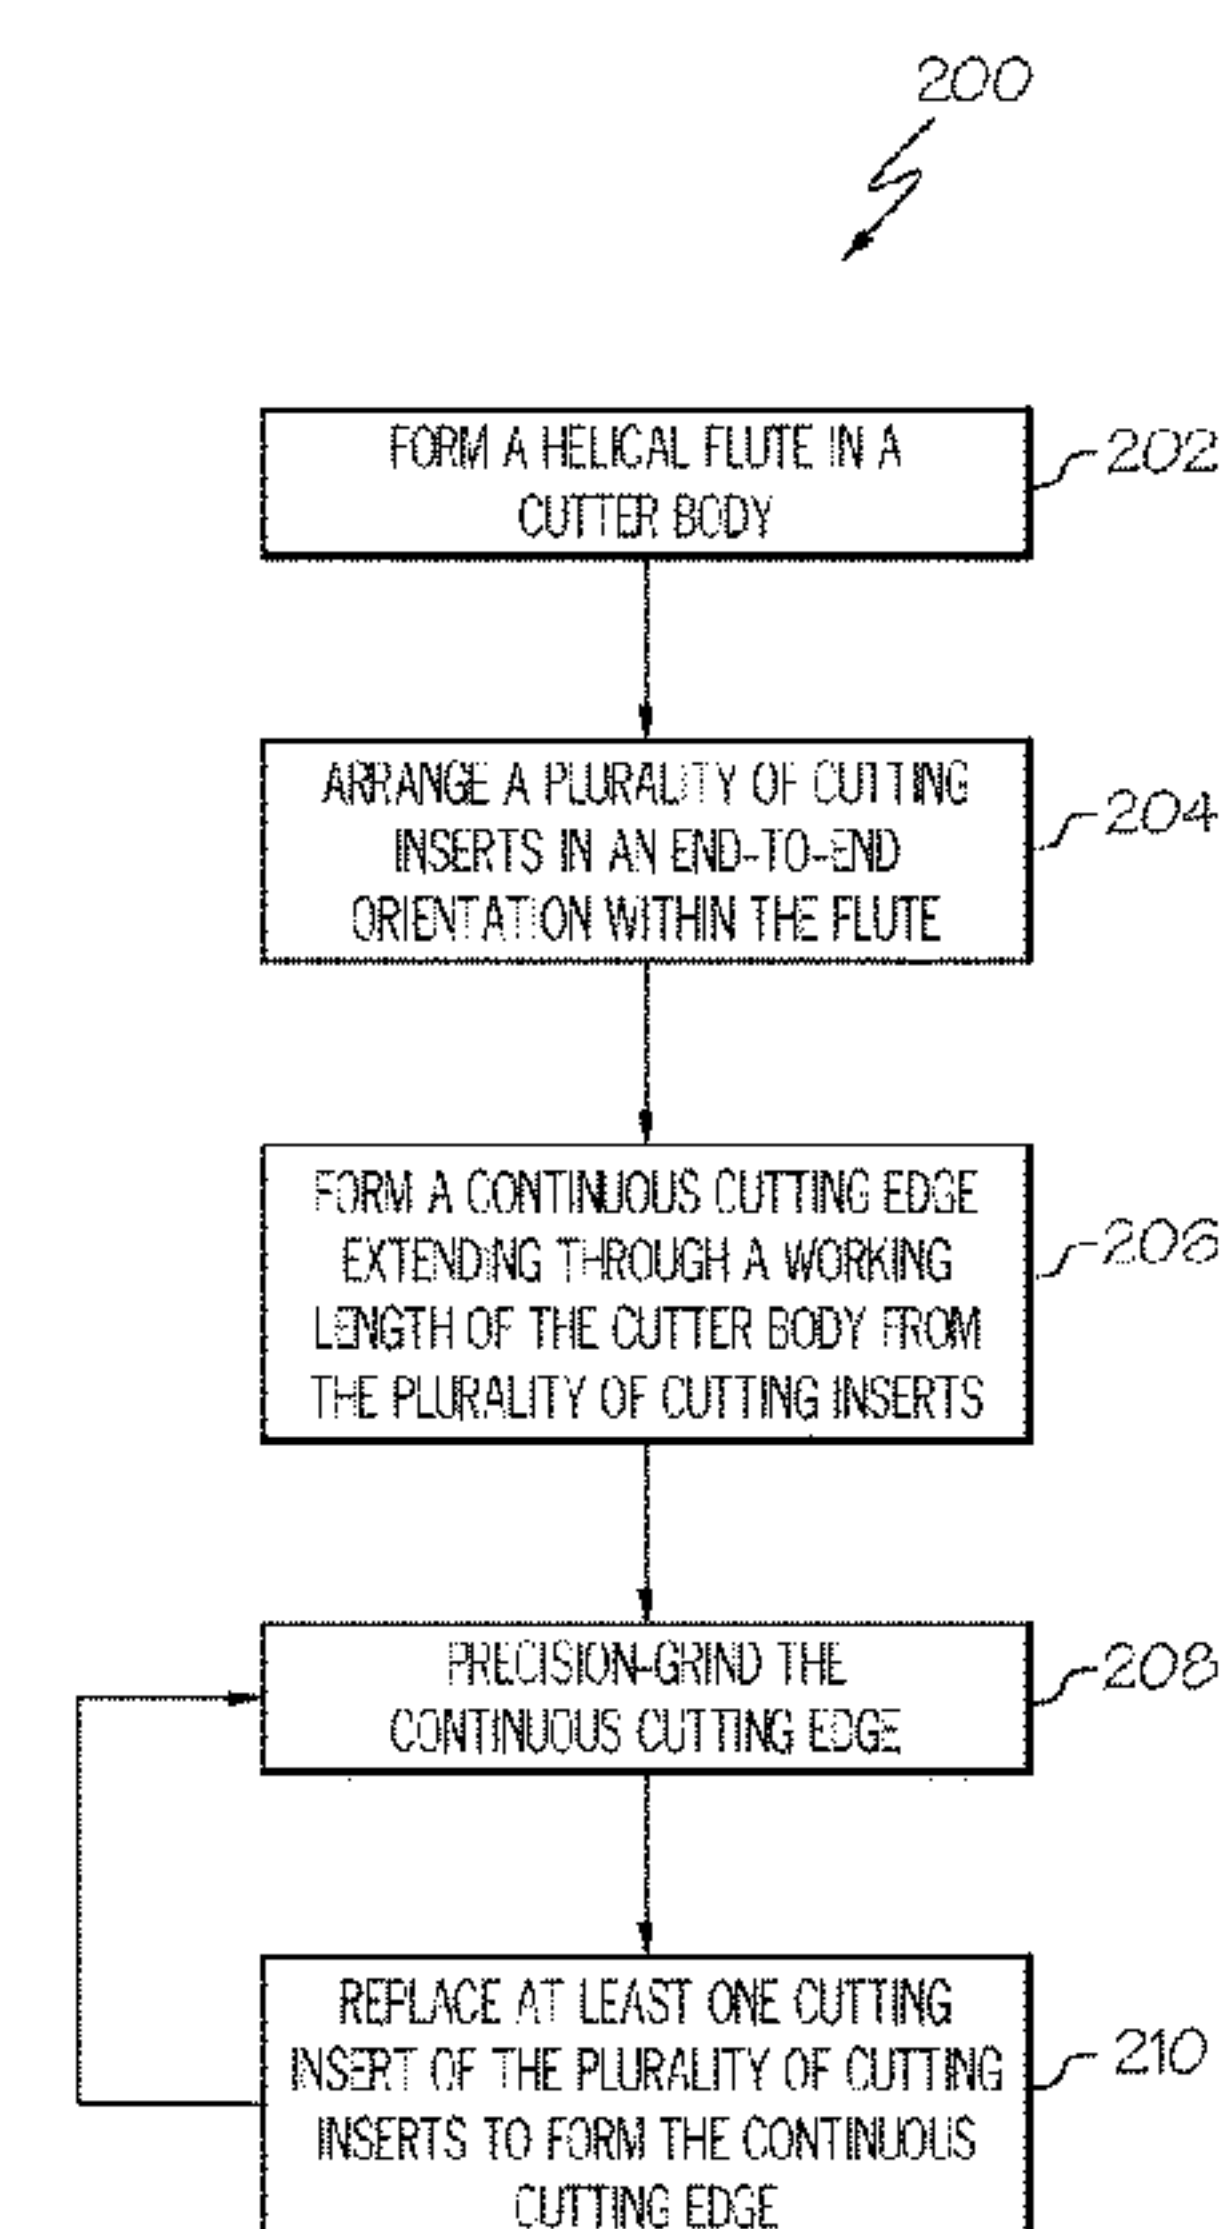 200
FORM A HELICAL FLUTE IN A
CUTTER BODY
202
ARRANGE A PLURALITY OF CUTTING
INSERTS IN AN END-TO-END
ORIENTATION WITHIN THE FLUTE
204
FORM A CONTINUOUS CUTTING EDGE
EXTENDING THROUGH A WORKING
LENGTH OF THE CUTTER BODY FROM
THE PLURALITY OF CUTTING INSERTS
206
PRECISION-GRIND THE
CONTINUOUS CUTTING EDGE
208
REPLACE AT LEAST ONE CUTTING
INSERT OF THE PLURALITY OF CUTTING
INSERTS TO FORM THE CONTINUOUS
CUTTING EDGE
210